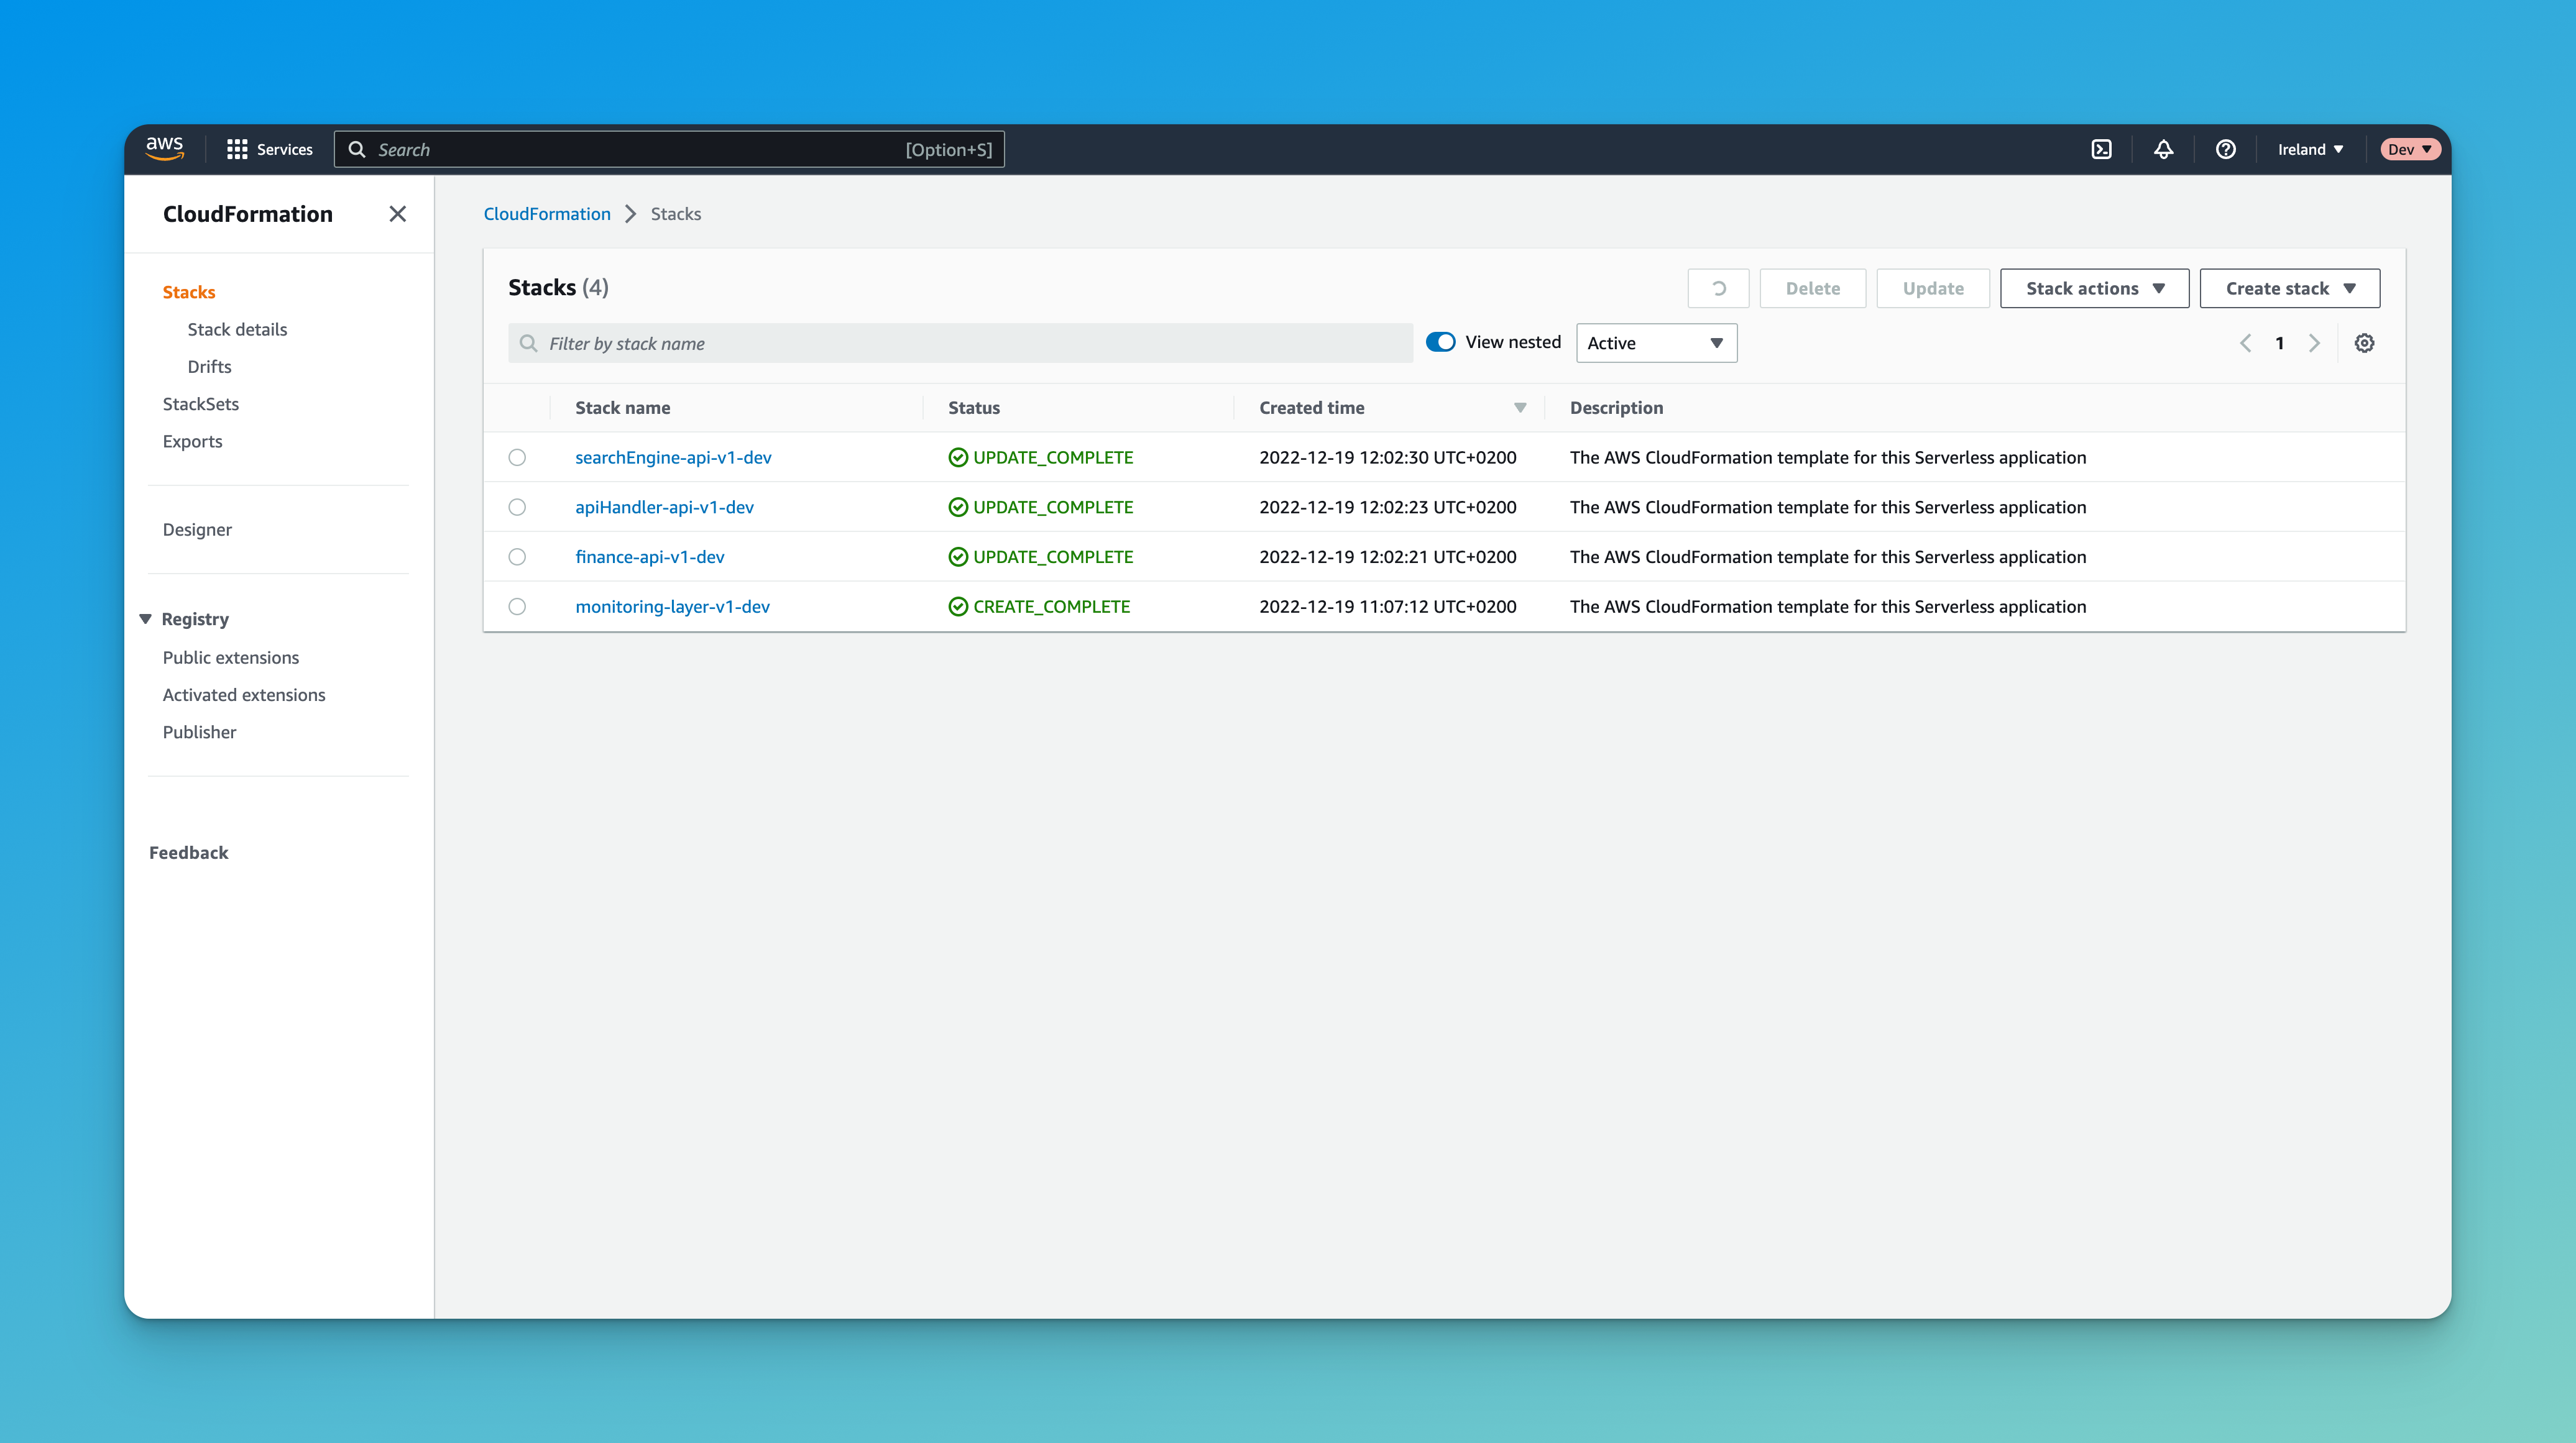 aws Services Search [Option+S] Ireland Dev
CloudFormation
Stacks
Stack details
Drifts
StackSets
Exports
Designer
Registry
Public extensions
Activated extensions
Publisher
Feedback
CloudFormation Stacks
Stacks (4) Delete Update Stack actions Create stack
Filter by stack name View nested Active 1
Stack name Status Created time Description
searchEngine-api-v1-dev UPDATE_COMPLETE 2022-12-19 12:02:30 UTC+0200 The AWS CloudFormation template for this Serverless application
apiHandler-api-v1-dev UPDATE_COMPLETE 2022-12-19 12:02:23 UTC+0200 The AWS CloudFormation template for this Serverless application
finance-api-v1-dev UPDATE_COMPLETE 2022-12-19 12:02:21 UTC+0200 The AWS CloudFormation template for this Serverless application
monitoring-layer-v1-dev CREATE_COMPLETE 2022-12-19 11:07:12 UTC+0200 The AWS CloudFormation template for this Serverless application